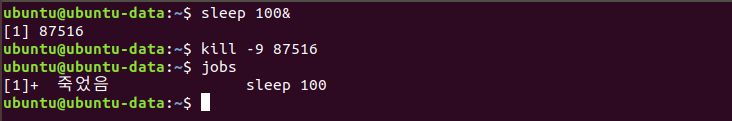 ubuntu@ubuntu-data:~$ sleep 100&
[1] 87516
ubuntu@ubuntu-data:~$ kill -9 87516
ubuntu@ubuntu-data:~$ jobs
[1]+  죽었음                 sleep 100
ubuntu@ubuntu-data:~$